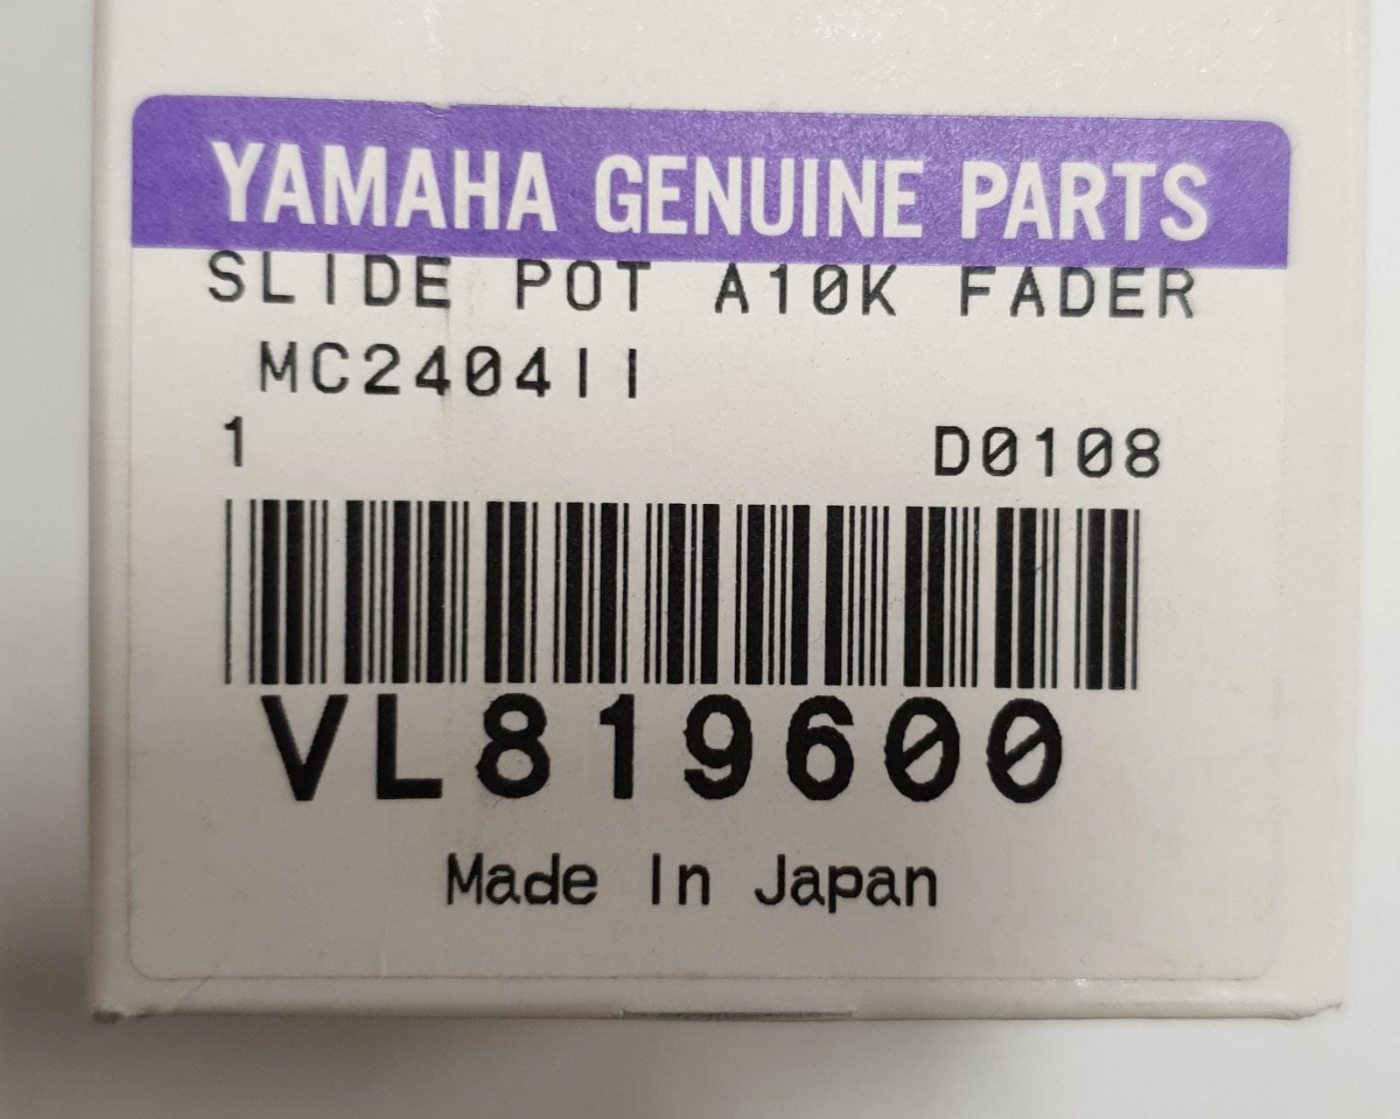 YAMAHA GENUINE PARTS
SLIDE POT A10K FADER
MC2404II
1 D0108
VL819600
Made In Japan